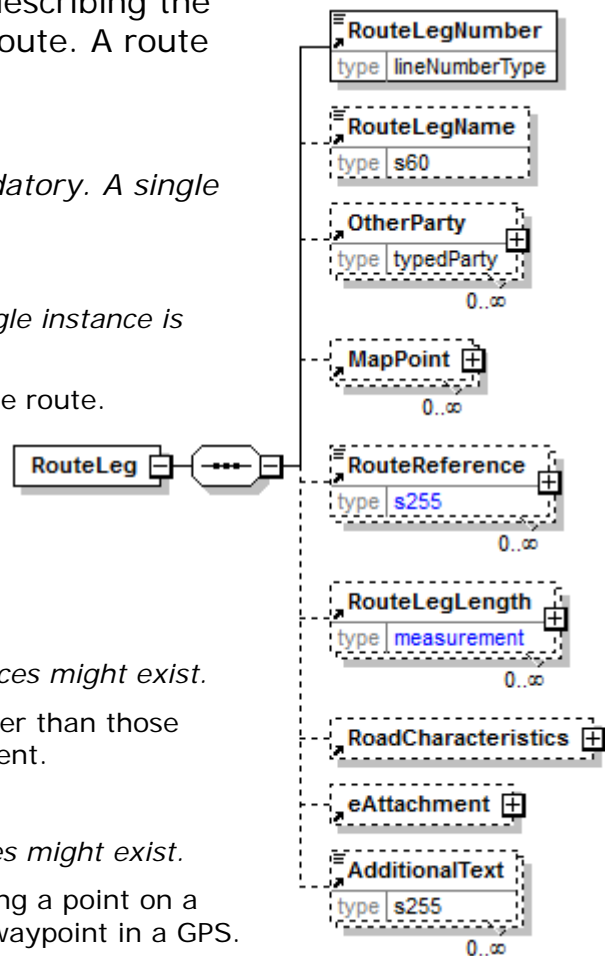 describing the
oute. A route
datory. A single
gle instance is
e route.
ces might exist.
er than those
ent.
es might exist.
ng a point on a
waypoint in a GPS.
RouteLeg
RouteLegNumber
type lineNumberType
RouteLegName
type s60
OtherParty
type typedParty
0..∞
MapPoint
0..∞
RouteReference
type s255
0..∞
RouteLegLength
type measurement
0..∞
RoadCharacteristics
eAttachment
AdditionalText
type s255
0..∞